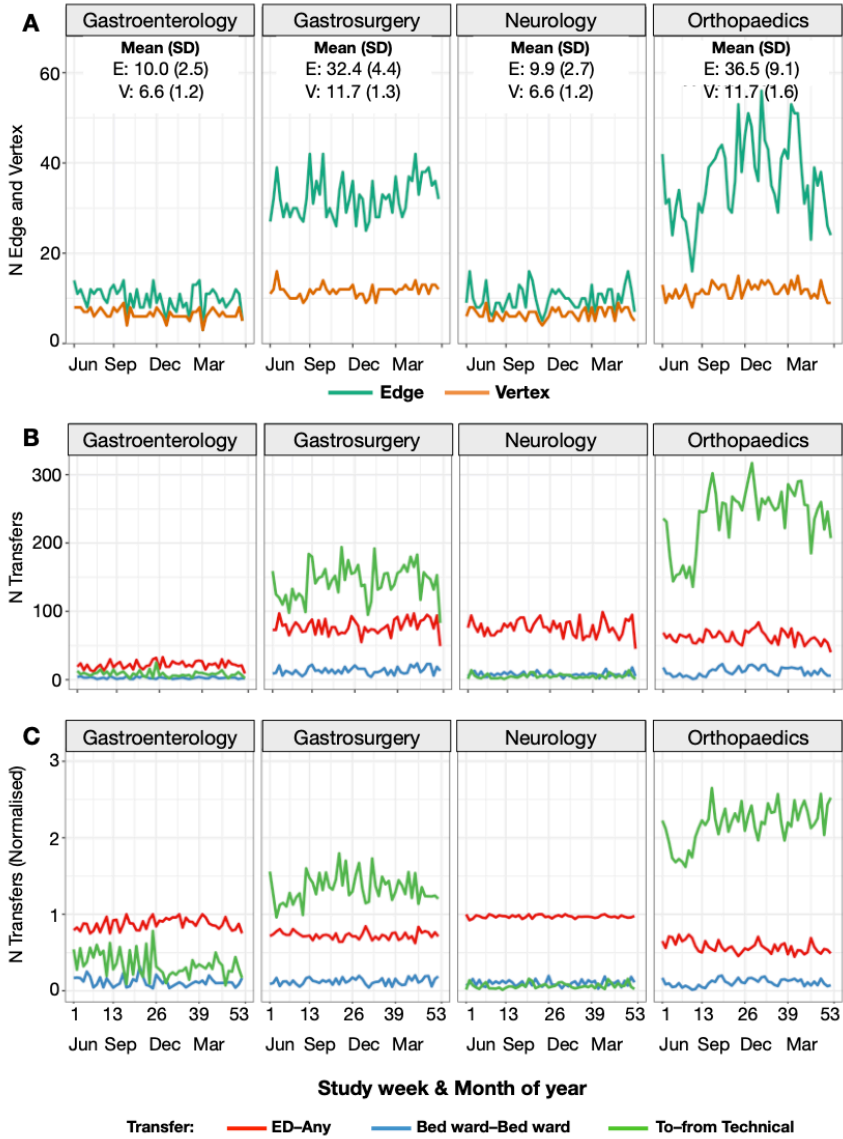 A
Gastroenterology Gastrosurgery Neurology Orthopaedics
Mean (SD) Mean (SD) Mean (SD) Mean (SD)
E: 10.0 (2.5) E: 32.4 (4.4) E: 9.9 (2.7) E: 36.5 (9.1)
V: 6.6 (1.2) V: 11.7 (1.3) V: 6.6 (1.2) V: 11.7 (1.6)
N Edge and Vertex
60
40
20
0
Jun Sep Dec Mar Jun Sep Dec Mar Jun Sep Dec Mar Jun Sep Dec Mar
Edge Vertex
B
Gastroenterology Gastrosurgery Neurology Orthopaedics
N Transfers
300
200
100
0
C
Gastroenterology Gastrosurgery Neurology Orthopaedics
N Transfers (Normalised)
3
2
1
0
1 13 26 39 53 1 13 26 39 53 1 13 26 39 53 1 13 26 39 53
Jun Sep Dec Mar Jun Sep Dec Mar Jun Sep Dec Mar Jun Sep Dec Mar
Study week & Month of year
Transfer: ED–Any Bed ward–Bed ward To–from Technical